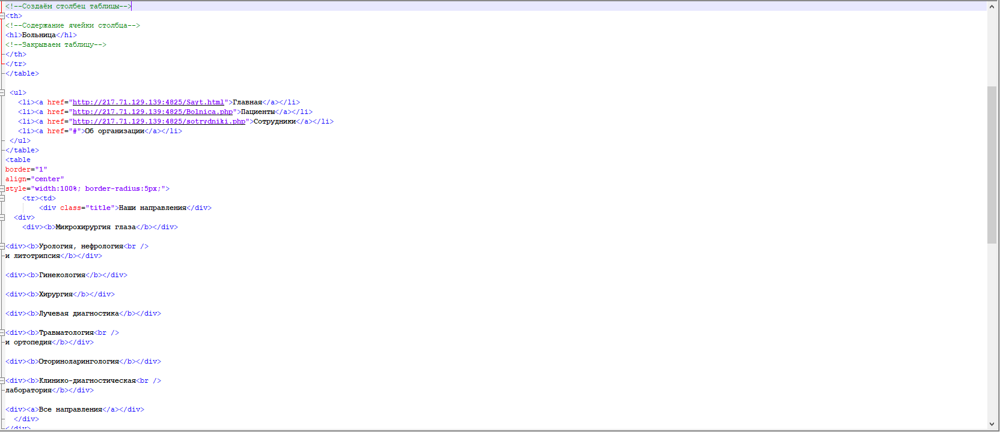 <!--Создаём столбец таблицы-->
<th>
<!--Содержание ячейки столбца-->
<h1>Больница</h1>
<!--Закрываем таблицу-->
</th>
</tr>
</table>
<ul>
<li><a href="http://217.71.129.139:4825/Sayt.html">Главная</a></li>
<li><a href="http://217.71.129.139:4825/Bolnica.php">Пациенты</a></li>
<li><a href="http://217.71.129.139:4825/sotrydniki.php">Сотрудники</a></li>
<li><a href="#">Об организации</a></li>
</ul>
</table>
<table
border="1"
align="center"
style="width:100%; border-radius:5px;">
<tr><td>
<div class="title">Наши направления</div>
<div>
<div><b>Микрохирургия глаза</b></div>
<div><b>Урология, нефрология<br />
и литотрипсия</b></div>
<div><b>Гинекология</b></div>
<div><b>Хирургия</b></div>
<div><b>Лучевая диагностика</b></div>
<div><b>Травматология<br />
и ортопедия</b></div>
<div><b>Оториноларингология</b></div>
<div><b>Клинико-диагностическая<br />
лаборатория</b></div>
<div><a>Все направления</a></div>
</div>
</div>